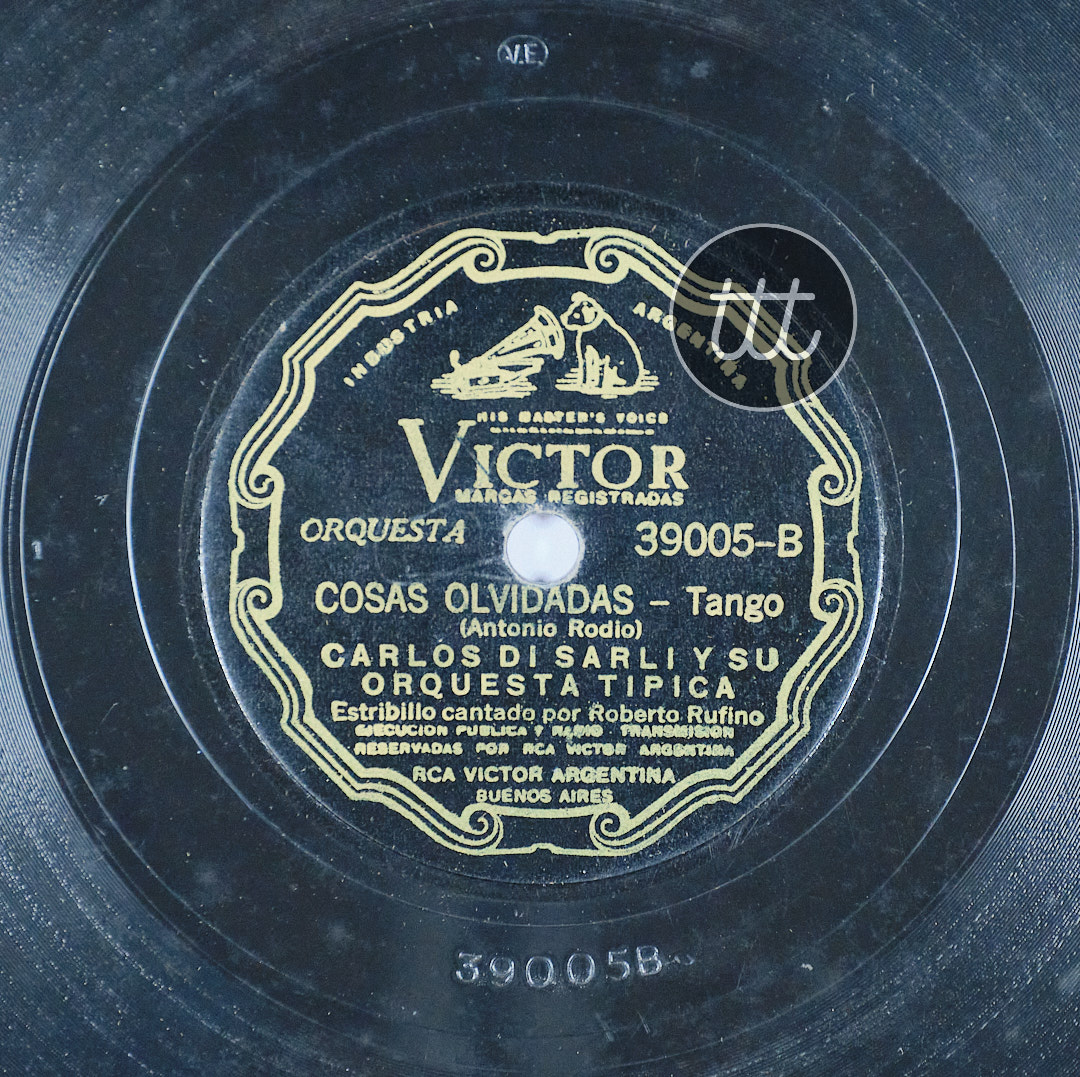 V.E.
ttt
INDUSTRIA ARGENTINA
HIS MASTER'S VOICE
VICTOR
MARCAS REGISTRADAS
ORQUESTA 39005-B
COSAS OLVIDADAS - Tango
(Antonio Rodio)
CARLOS DI SARLI Y SU
ORQUESTA TIPICA
Estribillo cantado por Roberto Rufino
EJECUCION PUBLICA Y RADIO - TRANSMISION
RESERVADAS POR RCA VICTOR ARGENTINA
RCA VICTOR ARGENTINA
BUENOS AIRES
39005B